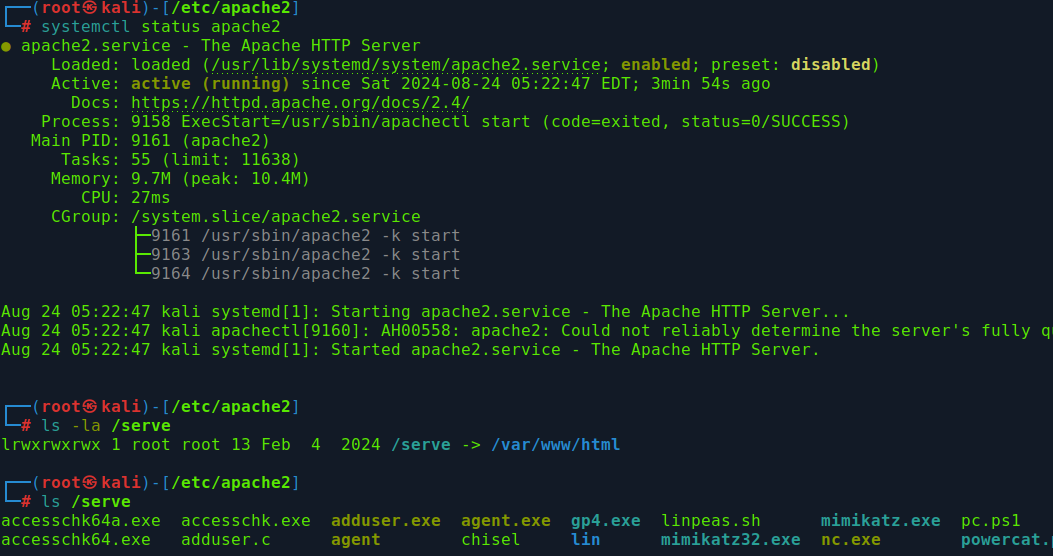 ┌──(root㉿kali)-[/etc/apache2]
└─# systemctl status apache2
● apache2.service - The Apache HTTP Server
     Loaded: loaded (/usr/lib/systemd/system/apache2.service; enabled; preset: disabled)
     Active: active (running) since Sat 2024-08-24 05:22:47 EDT; 3min 54s ago
       Docs: https://httpd.apache.org/docs/2.4/
    Process: 9158 ExecStart=/usr/sbin/apachectl start (code=exited, status=0/SUCCESS)
   Main PID: 9161 (apache2)
      Tasks: 55 (limit: 11638)
     Memory: 9.7M (peak: 10.4M)
        CPU: 27ms
     CGroup: /system.slice/apache2.service
             ├─9161 /usr/sbin/apache2 -k start
             ├─9163 /usr/sbin/apache2 -k start
             └─9164 /usr/sbin/apache2 -k start
Aug 24 05:22:47 kali systemd[1]: Starting apache2.service - The Apache HTTP Server...
Aug 24 05:22:47 kali apachectl[9160]: AH00558: apache2: Could not reliably determine the server's fully
Aug 24 05:22:47 kali systemd[1]: Started apache2.service - The Apache HTTP Server.
┌──(root㉿kali)-[/etc/apache2]
└─# ls -la /serve
lrwxrwxrwx 1 root root 13 Feb  4  2024 /serve -> /var/www/html
┌──(root㉿kali)-[/etc/apache2]
└─# ls /serve
accesschk64a.exe  accesschk.exe  adduser.exe  agent.exe  gp4.exe  linpeas.sh      mimikatz.exe  pc.ps1
accesschk64.exe   adduser.c      agent        chisel     lin      mimikatz32.exe  nc.exe